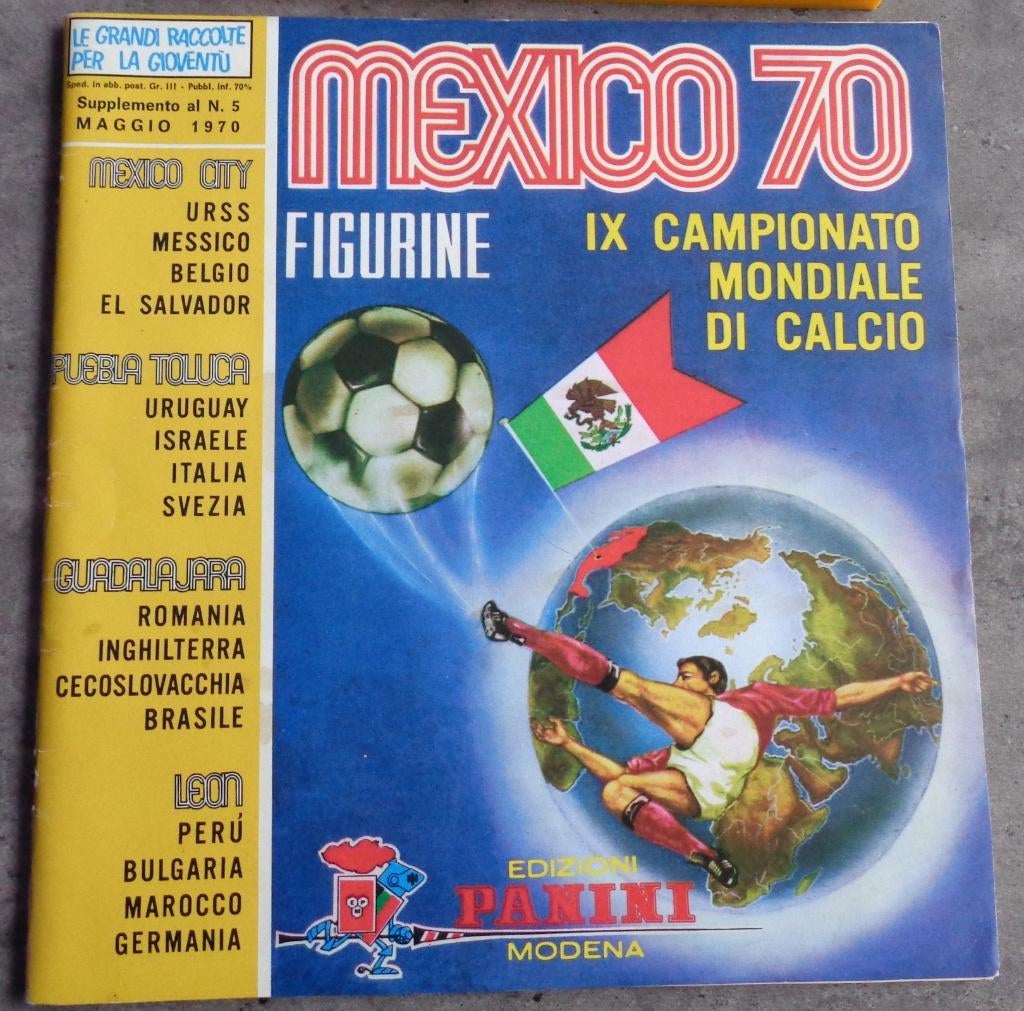 LE GRANDI RACCOLTE
PER LA GIOVENTÙ
Sped. in abb. post. Gr. III - Pubbl. Inf. 70%
Supplemento al N. 5
MAGGIO 1970
MEXICO CITY
URSS
MESSICO
BELGIO
EL SALVADOR
PUEBLA TOLUCA
URUGUAY
ISRAELE
ITALIA
SVEZIA
GUADALAJARA
ROMANIA
INGHILTERRA
CECOSLOVACCHIA
BRASILE
LEON
PERÚ
BULGARIA
MAROCCO
GERMANIA
MEXICO 70
FIGURINE
IX CAMPIONATO
MONDIALE
DI CALCIO
EDIZIONI
PANINI
MODENA